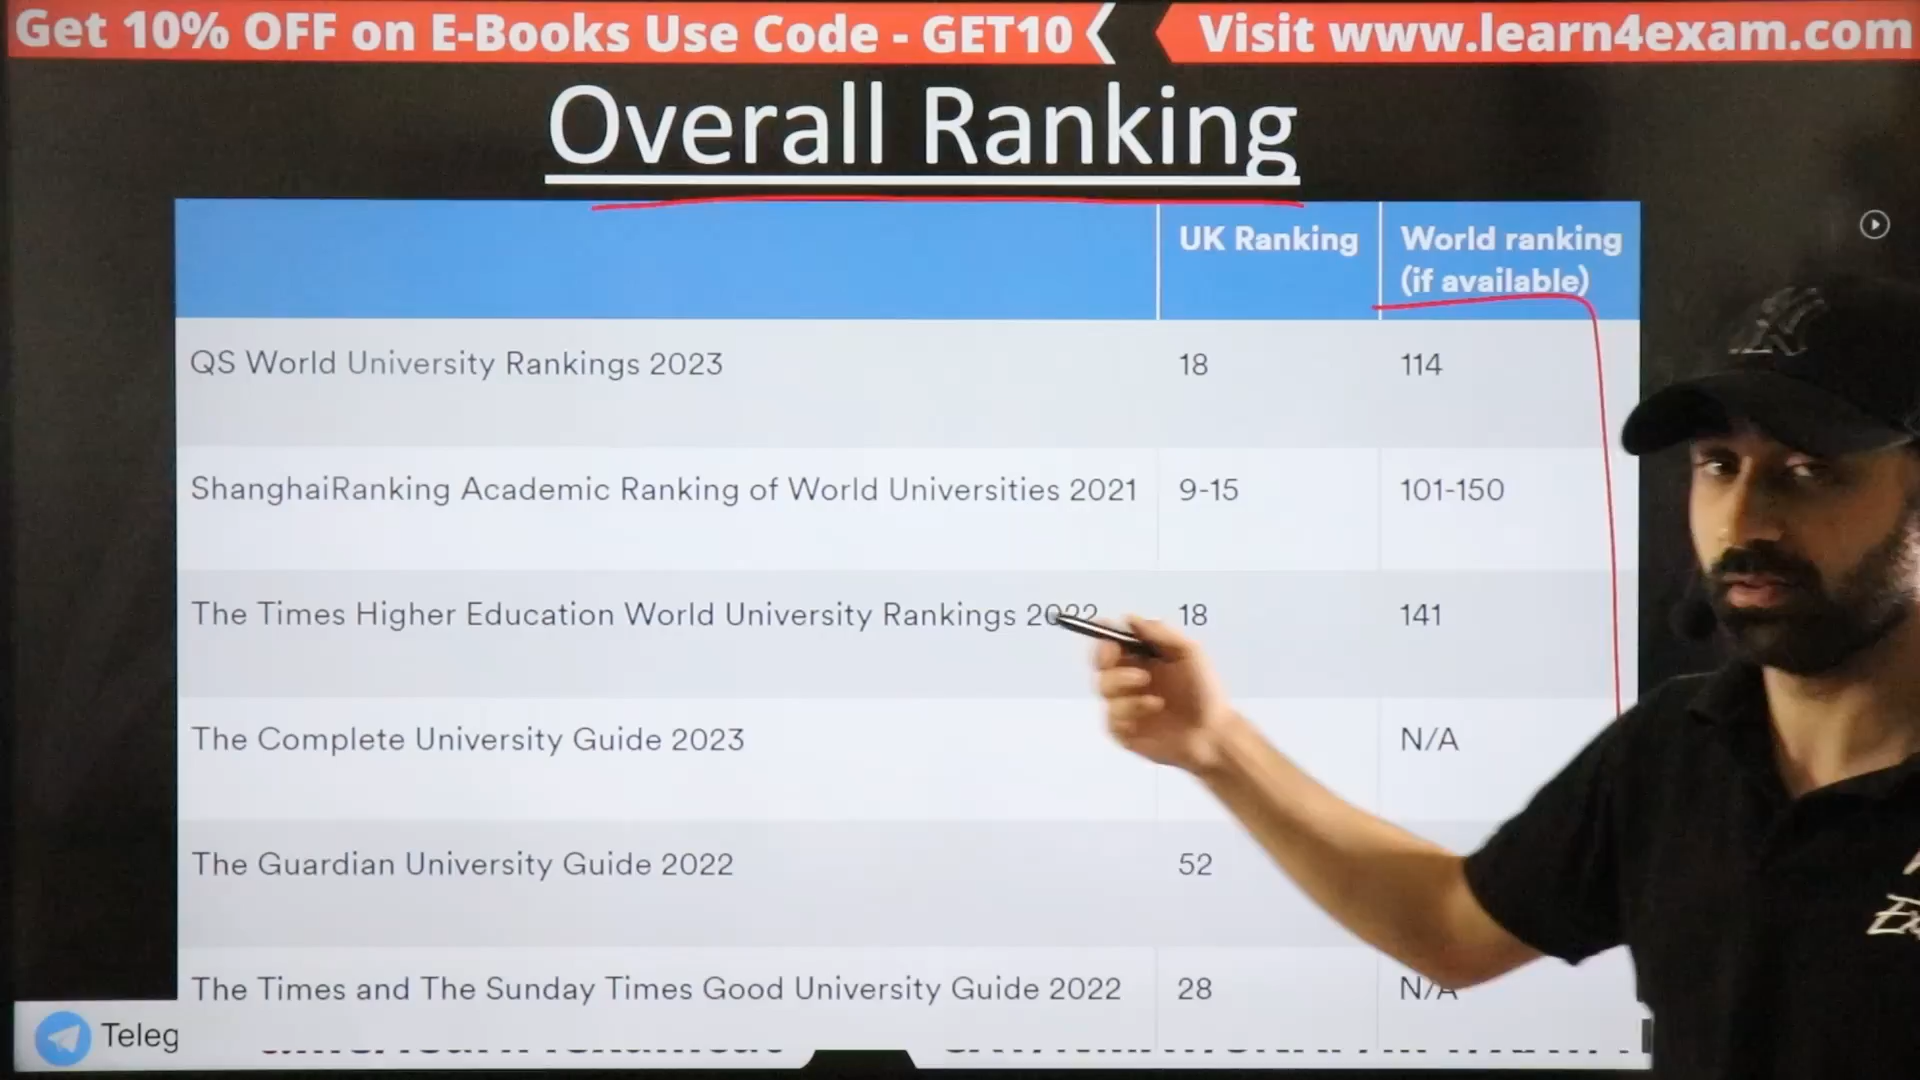 Get 10% OFF on E-Books Use Code - GET10
Visit www.learn4exam.com
Overall Ranking
UK Ranking
World ranking
(if available)
QS World University Rankings 2023 18 114
ShanghaiRanking Academic Ranking of World Universities 2021 9-15 101-150
The Times Higher Education World University Rankings 2022 18 141
The Complete University Guide 2023 N/A
The Guardian University Guide 2022 52
The Times and The Sunday Times Good University Guide 2022 28 N/A
Teleg